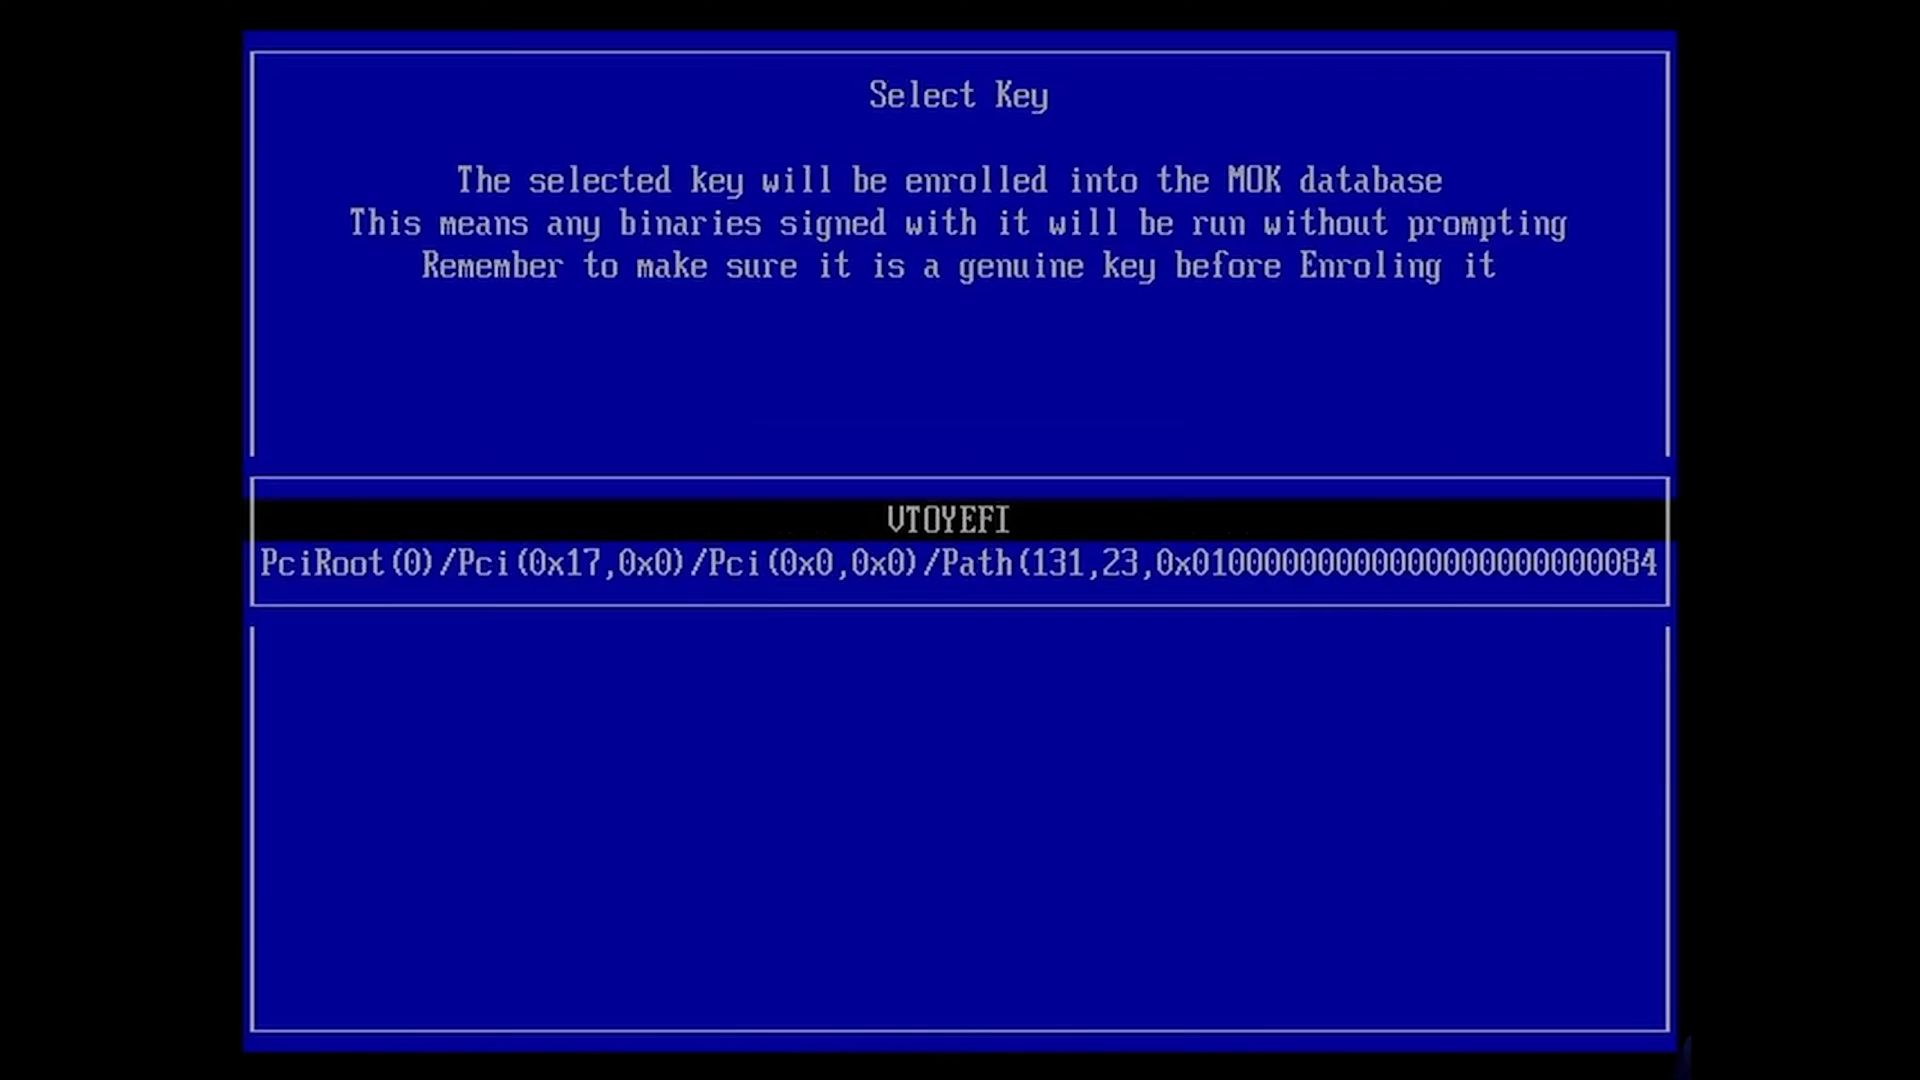 Select Key
The selected key will be enrolled into the MOK database
This means any binaries signed with it will be run without prompting
Remember to make sure it is a genuine key before Enroling it
VTOYEFI
PciRoot(0)/Pci(0x17,0x0)/Pci(0x0,0x0)/Path(131,23,0x01000000000000000000000084